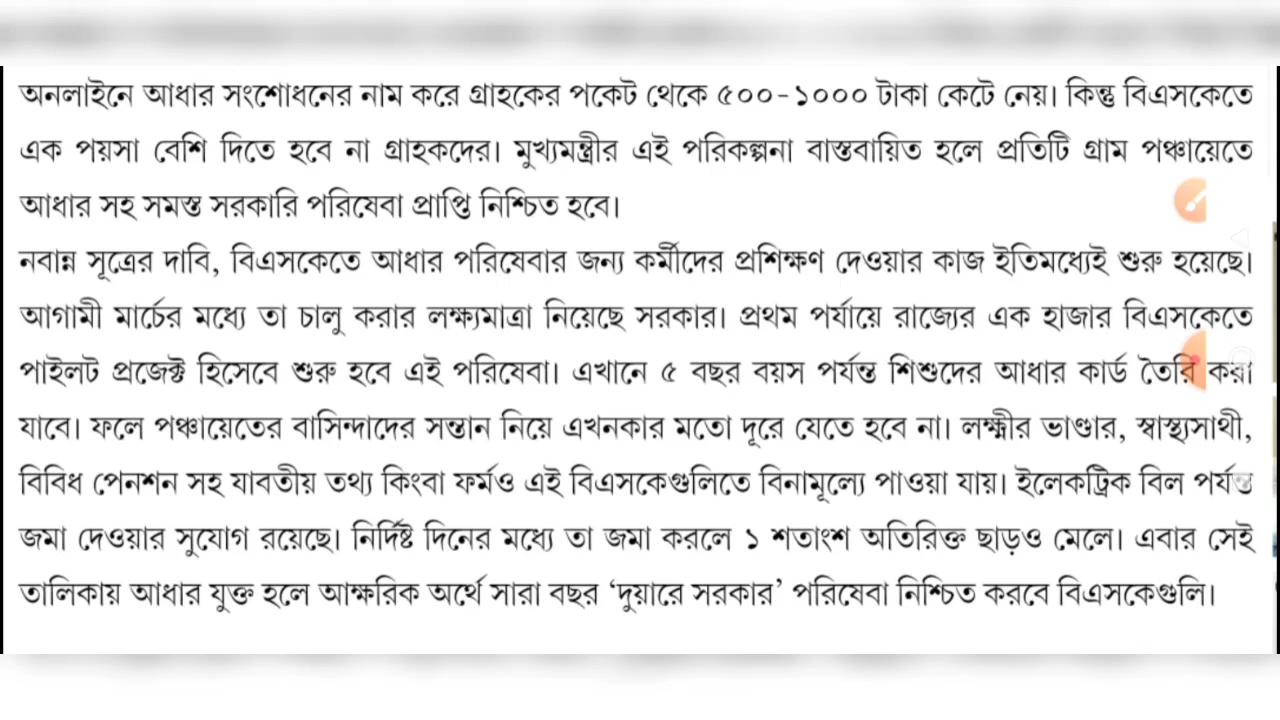 অনলাইনে আধার সংশোধনের নাম করে গ্রাহকের পকেট থেকে ৫০০-১০০০ টাকা কেটে নেয়। কিন্তু বিএসকেতে
এক পয়সা বেশি দিতে হবে না গ্রাহকদের। মুখ্যমন্ত্রীর এই পরিকল্পনা বাস্তবায়িত হলে প্রতিটি গ্রাম পঞ্চায়েতে
আধার সহ সমস্ত সরকারি পরিষেবা প্রাপ্তি নিশ্চিত হবে।
নবান্ন সূত্রের দাবি, বিএসকেতে আধার পরিষেবার জন্য কর্মীদের প্রশিক্ষণ দেওয়ার কাজ ইতিমধ্যেই শুরু হয়েছে।
আগামী মার্চের মধ্যে তা চালু করার লক্ষ্যমাত্রা নিয়েছে সরকার। প্রথম পর্যায়ে রাজ্যের এক হাজার বিএসকেতে
পাইলট প্রজেক্ট হিসেবে শুরু হবে এই পরিষেবা। এখানে ৫ বছর বয়স পর্যন্ত শিশুদের আধার কার্ড তৈরি করা
যাবে। ফলে পঞ্চায়েতের বাসিন্দাদের সন্তান নিয়ে এখনকার মতো দূরে যেতে হবে না। লক্ষ্মীর ভাণ্ডার, স্বাস্থ্যসাথী,
বিবিধ পেনশন সহ যাবতীয় তথ্য কিংবা ফর্মও এই বিএসকেগুলিতে বিনামূল্যে পাওয়া যায়। ইলেকট্রিক বিল পর্যন্ত
জমা দেওয়ার সুযোগ রয়েছে। নির্দিষ্ট দিনের মধ্যে তা জমা করলে ১ শতাংশ অতিরিক্ত ছাড়ও মেলে। এবার সেই
তালিকায় আধার যুক্ত হলে আক্ষরিক অর্থে সারা বছর ‘দুয়ারে সরকার’ পরিষেবা নিশ্চিত করবে বিএসকেগুলি।